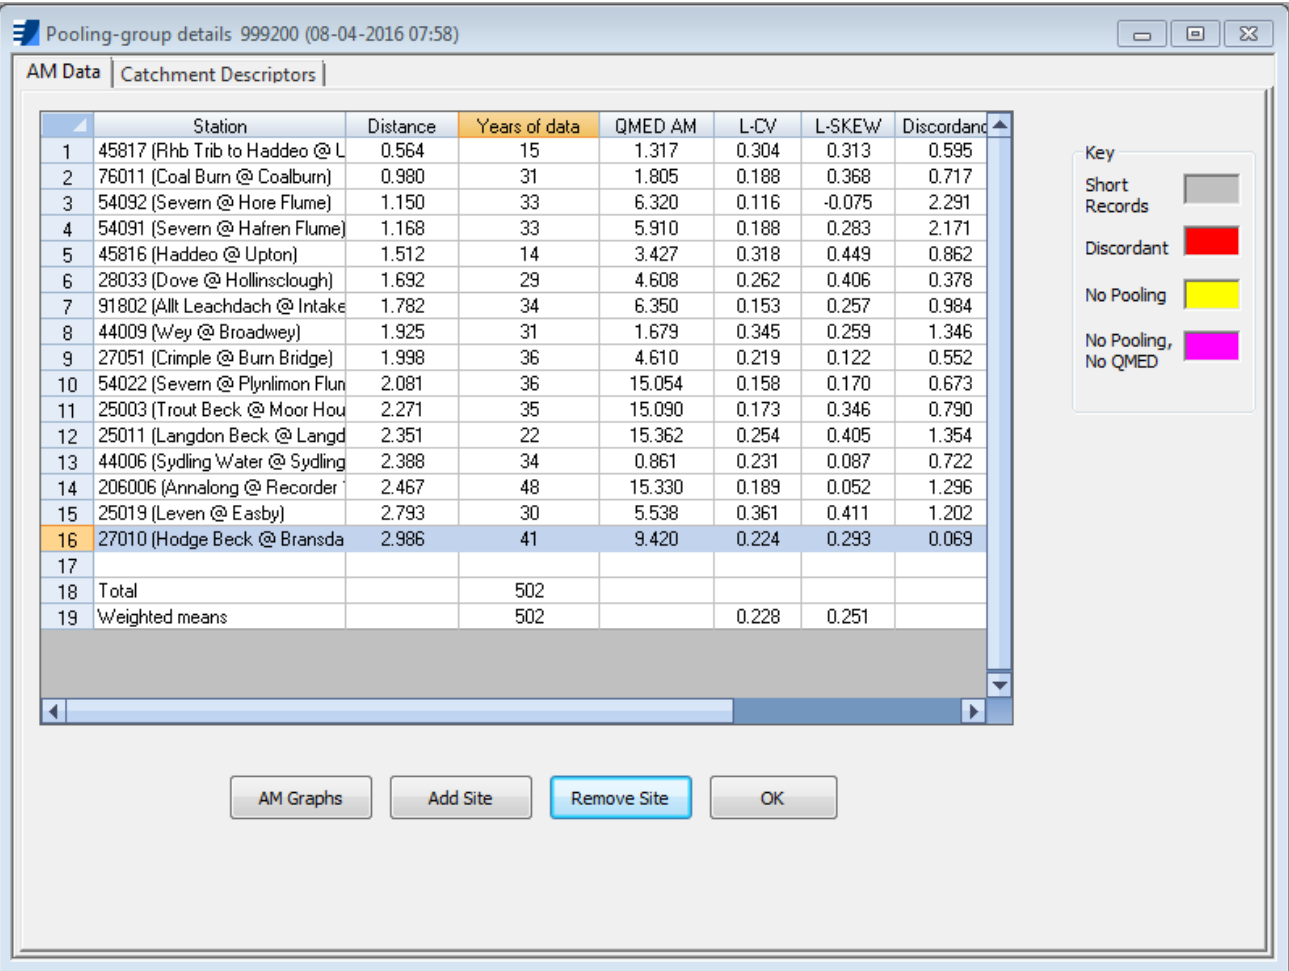 Pooling-group details 999200 (08-04-2016 07:58)
AM Data Catchment Descriptors
Station Distance Years of data QMED AM L-CV L-SKEW Discordanc
1 45817 (Rhb Trib to Haddeo @ U 0.564 15 1.317 0.304 0.313 0.595
2 76011 (Coal Burn @ Coalburn) 0.980 31 1.805 0.188 0.368 0.717
3 54092 (Severn @ Hore Flume) 1.150 33 6.320 0.116 -0.075 2.291
4 54091 (Severn @ Hafren Flume) 1.168 33 5.910 0.188 0.283 2.171
5 45816 (Haddeo @ Upton) 1.512 14 3.427 0.318 0.449 0.862
6 28033 (Dove @ Hollinsclough) 1.692 29 4.608 0.262 0.406 0.378
7 91802 (Allt Leachdach @ Intake 1.782 34 6.350 0.153 0.257 0.984
8 44009 (Wey @ Broadwey) 1.925 31 1.679 0.345 0.259 1.346
9 27051 (Crimple @ Burn Bridge) 1.998 36 4.610 0.219 0.122 0.552
10 54022 (Severn @ Plynlimon Flun 2.081 36 15.054 0.158 0.170 0.673
11 25003 (Trout Beck @ Moor Hou 2.271 35 15.090 0.173 0.346 0.790
12 25011 (Langdon Beck @ Langd 2.351 22 15.362 0.254 0.405 1.354
13 44006 (Sydling Water @ Sydling 2.388 34 0.861 0.231 0.087 0.722
14 206006 (Annalong @ Recorder 2.467 48 15.330 0.189 0.052 1.296
15 25019 (Leven @ Easby) 2.793 30 5.538 0.361 0.411 1.202
16 27010 (Hodge Beck @ Bransda 2.986 41 9.420 0.224 0.293 0.069
17
18 Total 502
19 Weighted means 502 0.228 0.251
Key
Short
Records
Discordant
No Pooling
No Pooling,
No QMED
AM Graphs Add Site Remove Site OK